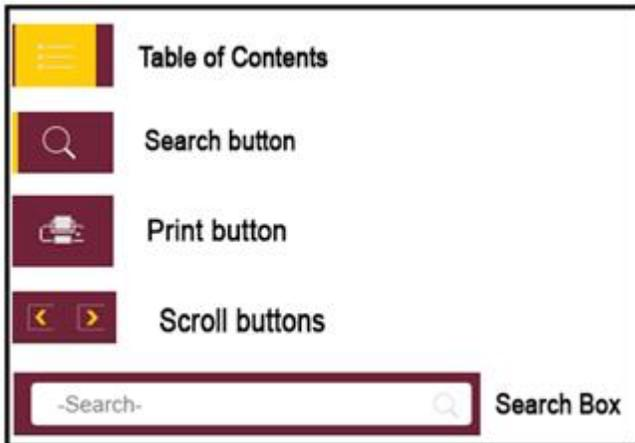 Table of Contents
Search button
Print button
Scroll buttons
-Search-
Search Box